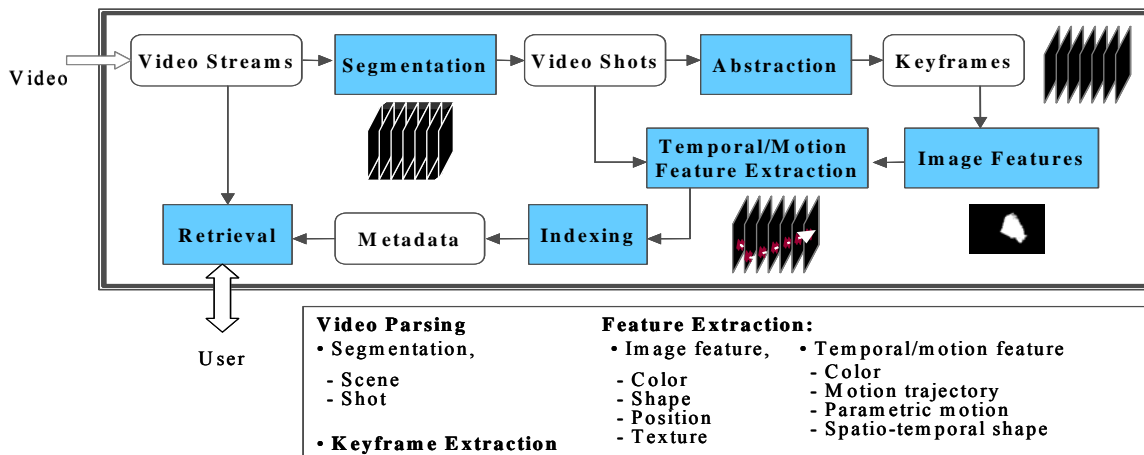 Video
Video Streams
Segmentation
Video Shots
Abstraction
Keyframes
Temporal/Motion
Feature Extraction
Image Features
Retrieval
Metadata
Indexing
User
Video Parsing
• Segmentation,
- Scene
- Shot
• Keyframe Extraction
Feature Extraction:
• Image feature,
- Color
- Shape
- Position
- Texture
• Temporal/motion feature
- Color
- Motion trajectory
- Parametric motion
- Spatio-temporal shape